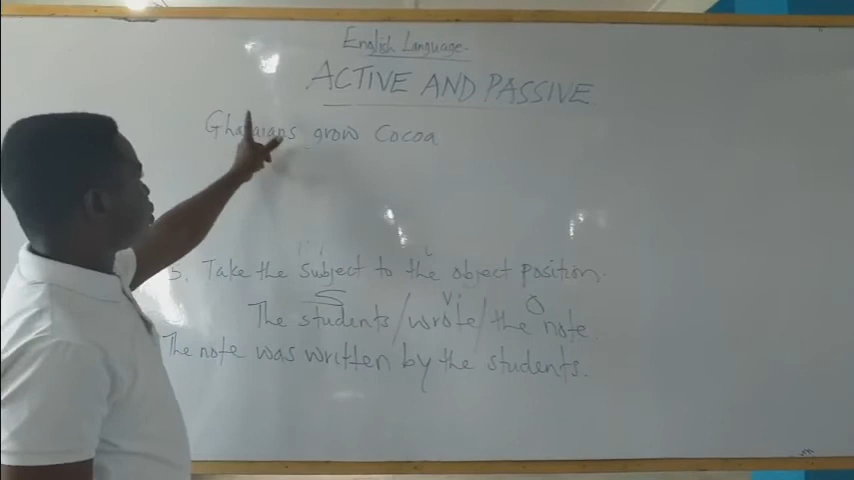 English Language.
ACTIVE AND PASSIVE
Ghanaians grow Cocoa
5. Take the subject to the object position.
S V O
The students/wrote/the note.
The note was written by the students.